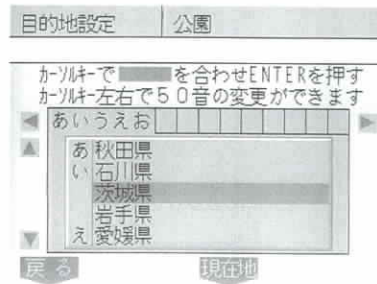 目的地設定 公園
カーソルキーで を合わせENTERを押す
カーソルキー左右で50音の変更ができます
あいうえお
あ 秋田県
い 石川県
茨城県
岩手県
え 愛媛県
戻る 現在地